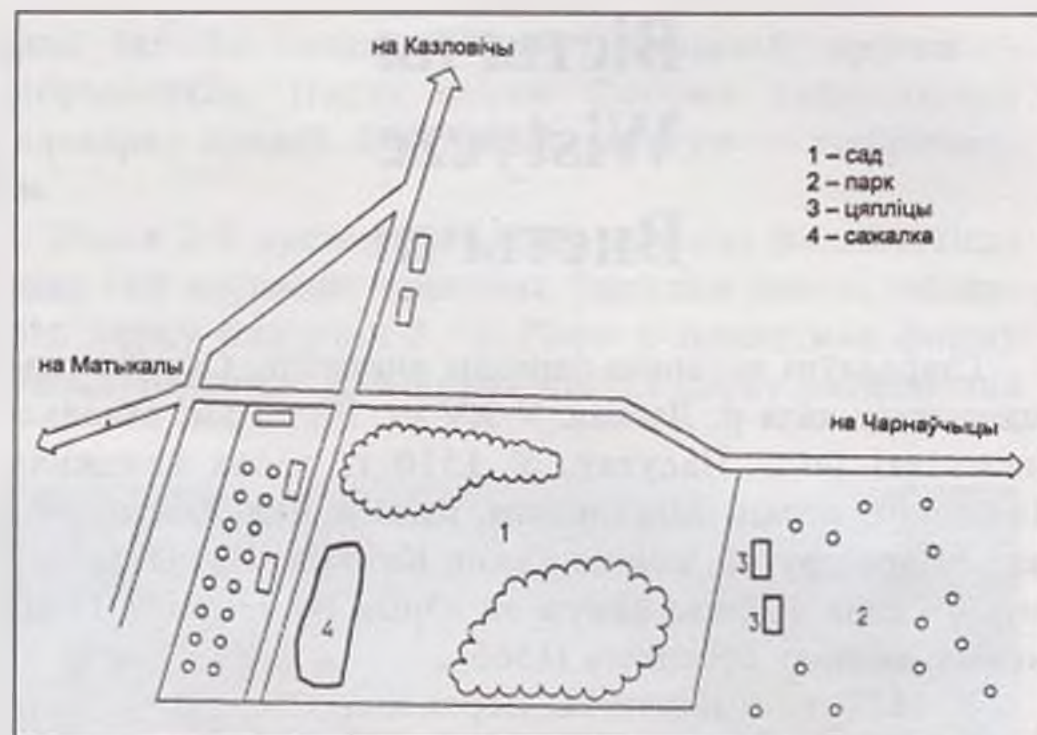 на Казловічы
1 – сад
2 – парк
3 – цяпліцы
4 – сажалка
на Матыкалы
на Чарнаўчыцы
1
3
2
3
4